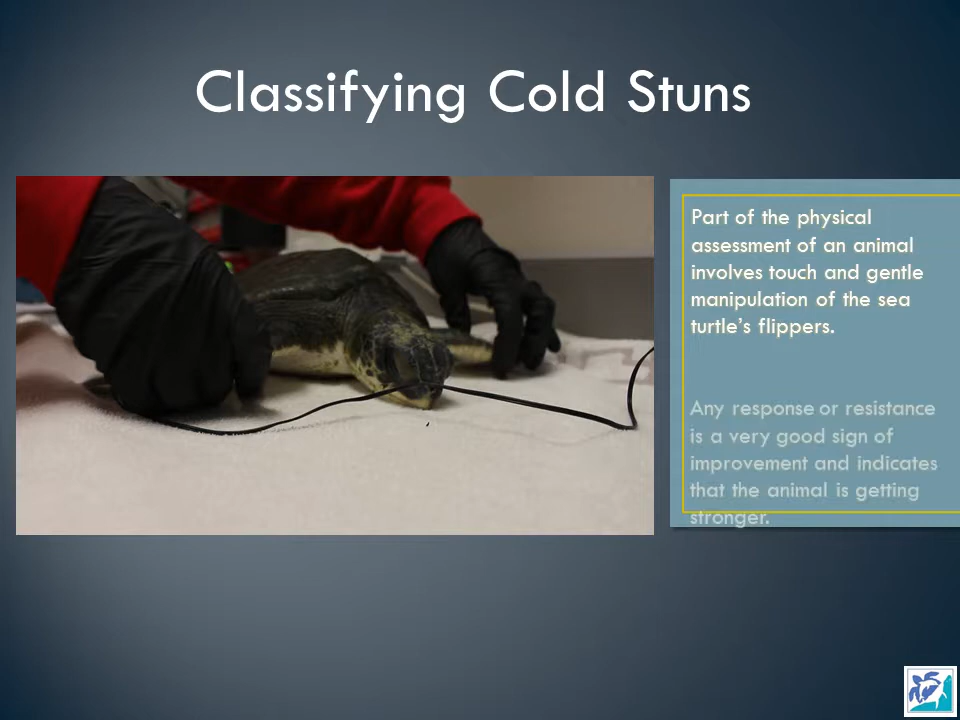 Classifying Cold Stuns
Part of the physical
assessment of an animal
involves touch and gentle
manipulation of the sea
turtle's flippers.
Any response or resistance
is a very good sign of
improvement and indicates
that the animal is getting
stronger.